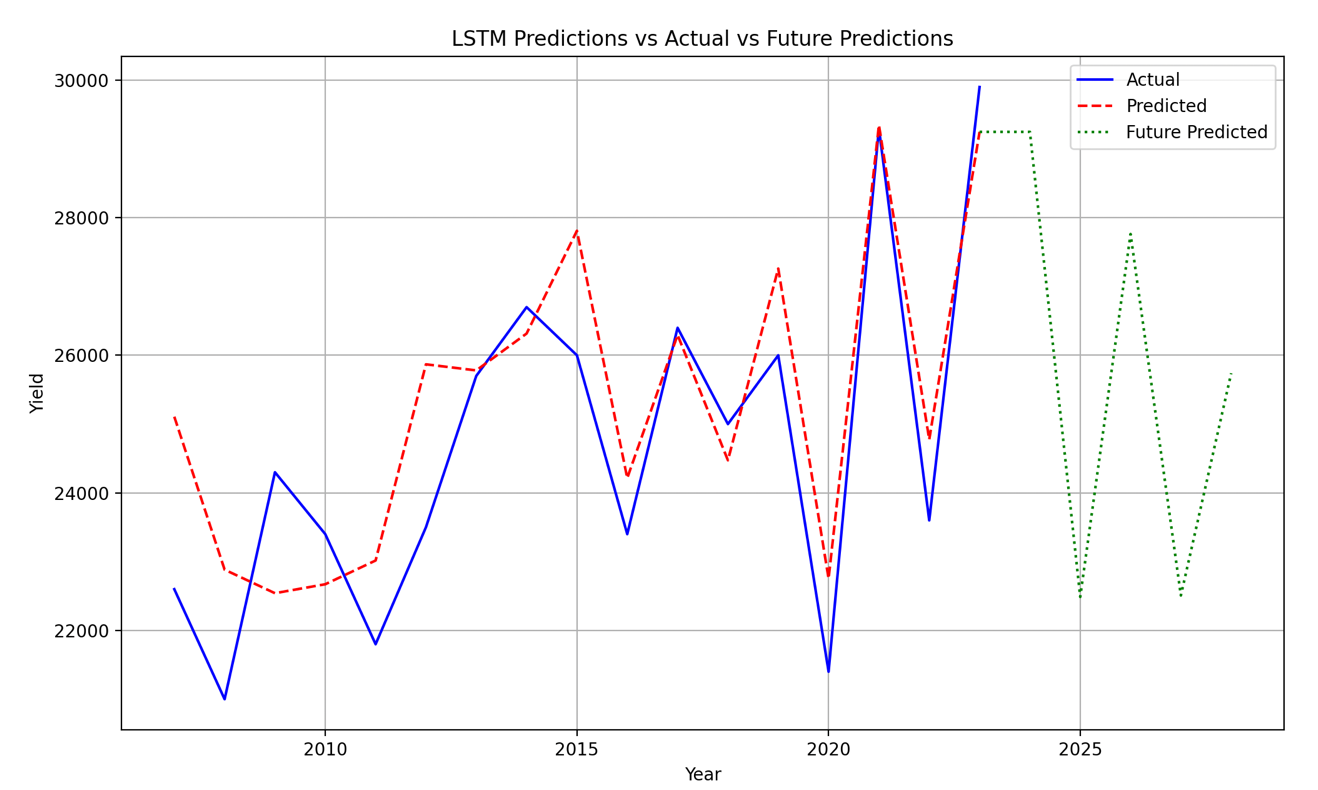 LSTM Predictions vs Actual vs Future Predictions
30000
28000
26000
24000
22000
Yield
Actual
Predicted
Future Predicted
2010
2015
2020
2025
Year